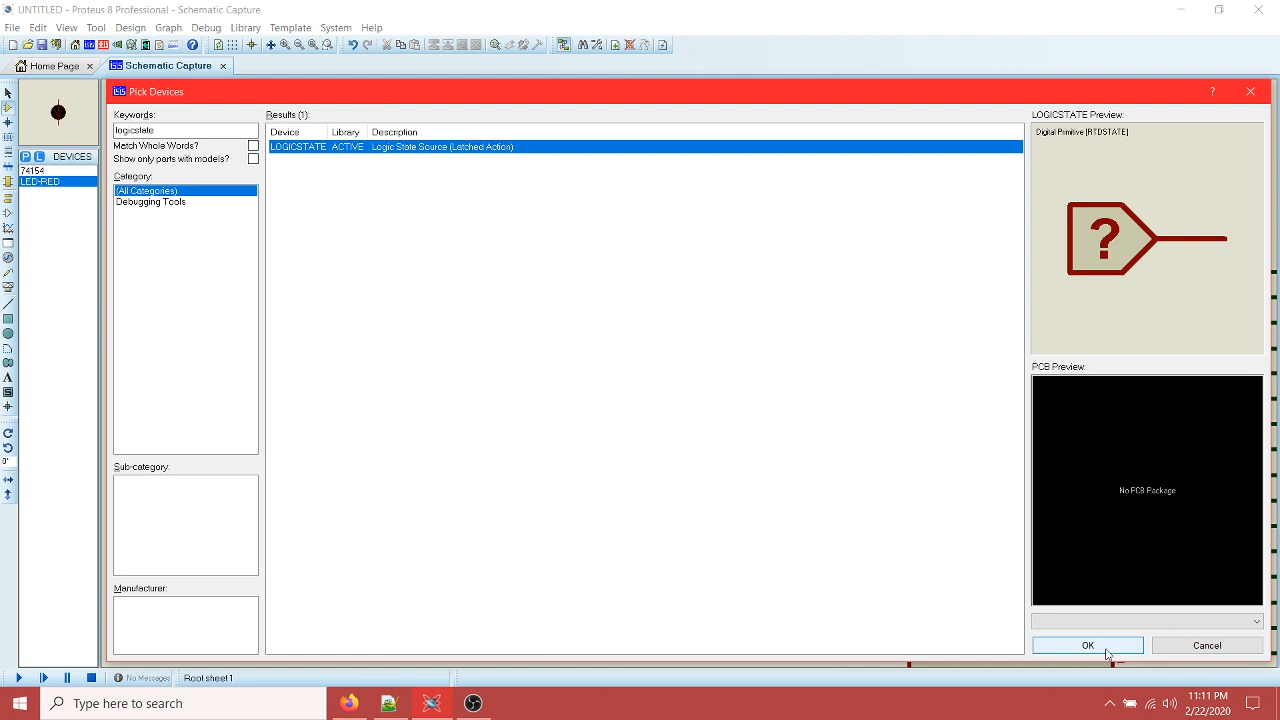 UNTITLED - Proteus 8 Professional - Schematic Capture
File Edit View Tool Design Graph Debug Library Template System Help
Home Page Schematic Capture
Pick Devices
Keywords:
logicstate
Match Whole Words?
Show only parts with models?
Category:
(All Categories)
Debugging Tools
Sub-category:
Manufacturer:
Results (1):
Device Library Description
LOGICSTATE ACTIVE Logic State Source (Latched Action)
LOGICSTATE Preview:
Digital Primitive [RTDSTATE]
?
PCB Preview:
No PCB Package
OK Cancel
P L DEVICES
74154
LED-RED
No Messages Root sheet 1
Type here to search
11:11 PM
2/22/2020